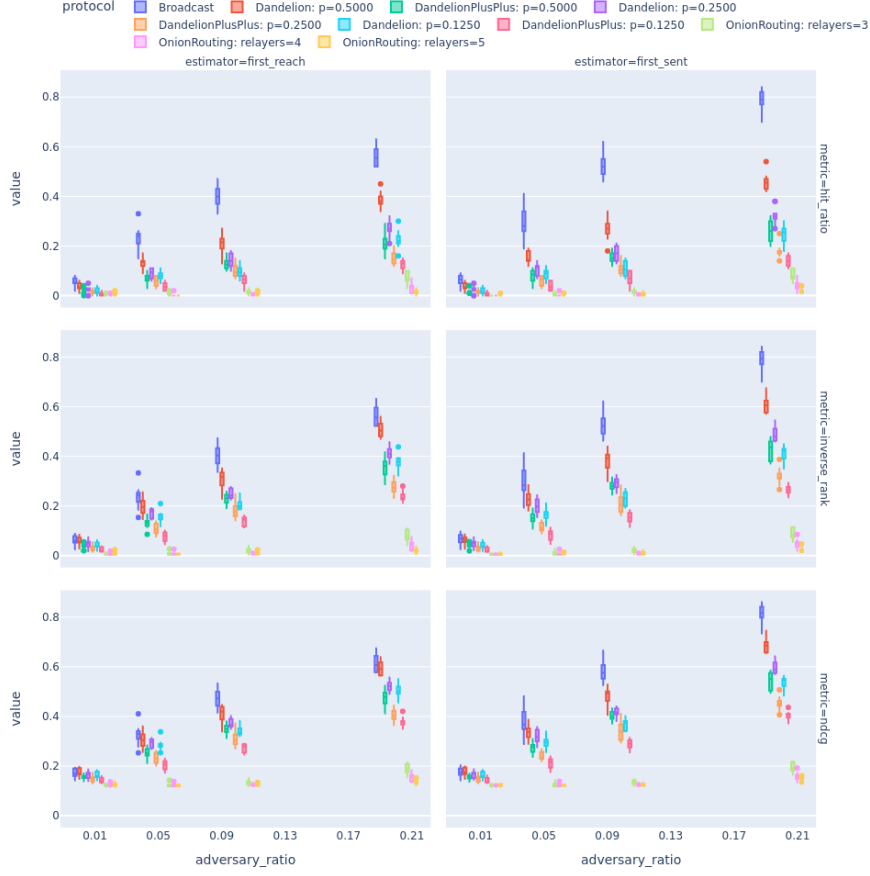 protocol
Broadcast Dandelion: p=0.5000 DandelionPlusPlus: p=0.5000 Dandelion: p=0.2500
DandelionPlusPlus: p=0.2500 Dandelion: p=0.1250 DandelionPlusPlus: p=0.1250 OnionRouting: relayers=3
OnionRouting: relayers=4 OnionRouting: relayers=5
estimator=first_reach estimator=first_sent
0.8
0.6
0.4
0.2
0
value
metric=hit_ratio
0.8
0.6
0.4
0.2
0
value
metric=inverse_rank
0.8
0.6
0.4
0.2
0
value
metric=ndcg
0.01 0.05 0.09 0.13 0.17 0.21 0.01 0.05 0.09 0.13 0.17 0.21
adversary_ratio adversary_ratio